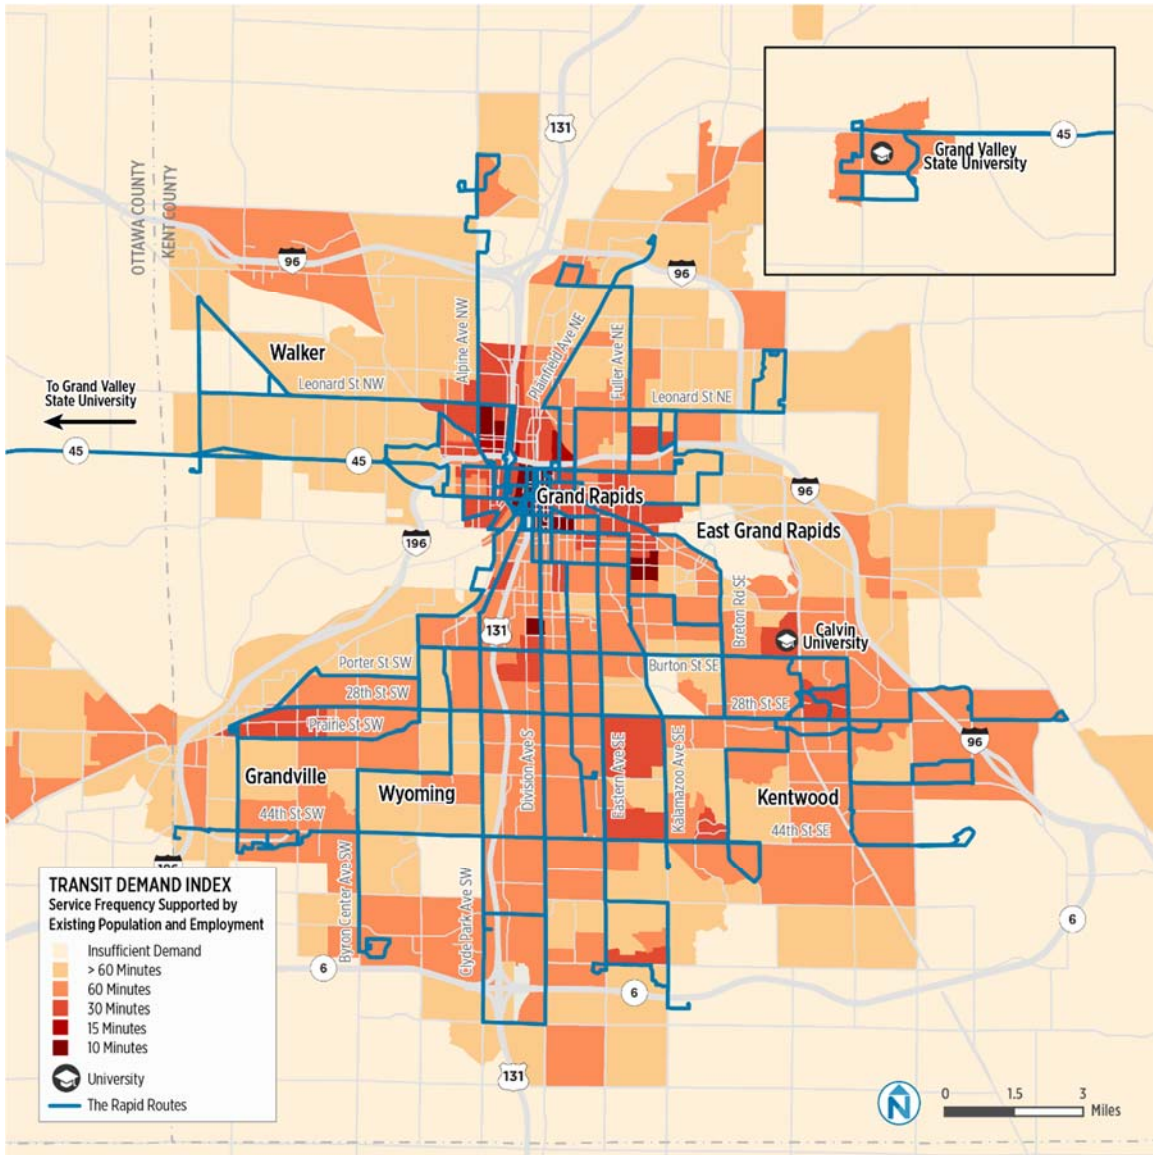 131
45
Grand Valley
State University
OTTAWA COUNTY
KENT COUNTY
96
96
Alpine Ave NW
Plainfield Ave NE
Fuller Ave NE
Walker
Leonard St NW
Leonard St NE
To Grand Valley
State University
45
45
Grand Rapids
96
East Grand Rapids
196
Breton Rd SE
131
Calvin
University
Porter St SW
Burton St SE
28th St SW
28th St SE
Prairie St SW
96
Division Ave S
Eastern Ave SE
Kalamazoo Ave SE
Grandville
Wyoming
Kentwood
44th St SW
44th St SE
196
Byron Center Ave SW
Clyde Park Ave SW
6
6
6
131
TRANSIT DEMAND INDEX
Service Frequency Supported by
Existing Population and Employment
Insufficient Demand
> 60 Minutes
60 Minutes
30 Minutes
15 Minutes
10 Minutes
University
The Rapid Routes
N
0 1.5 3
Miles